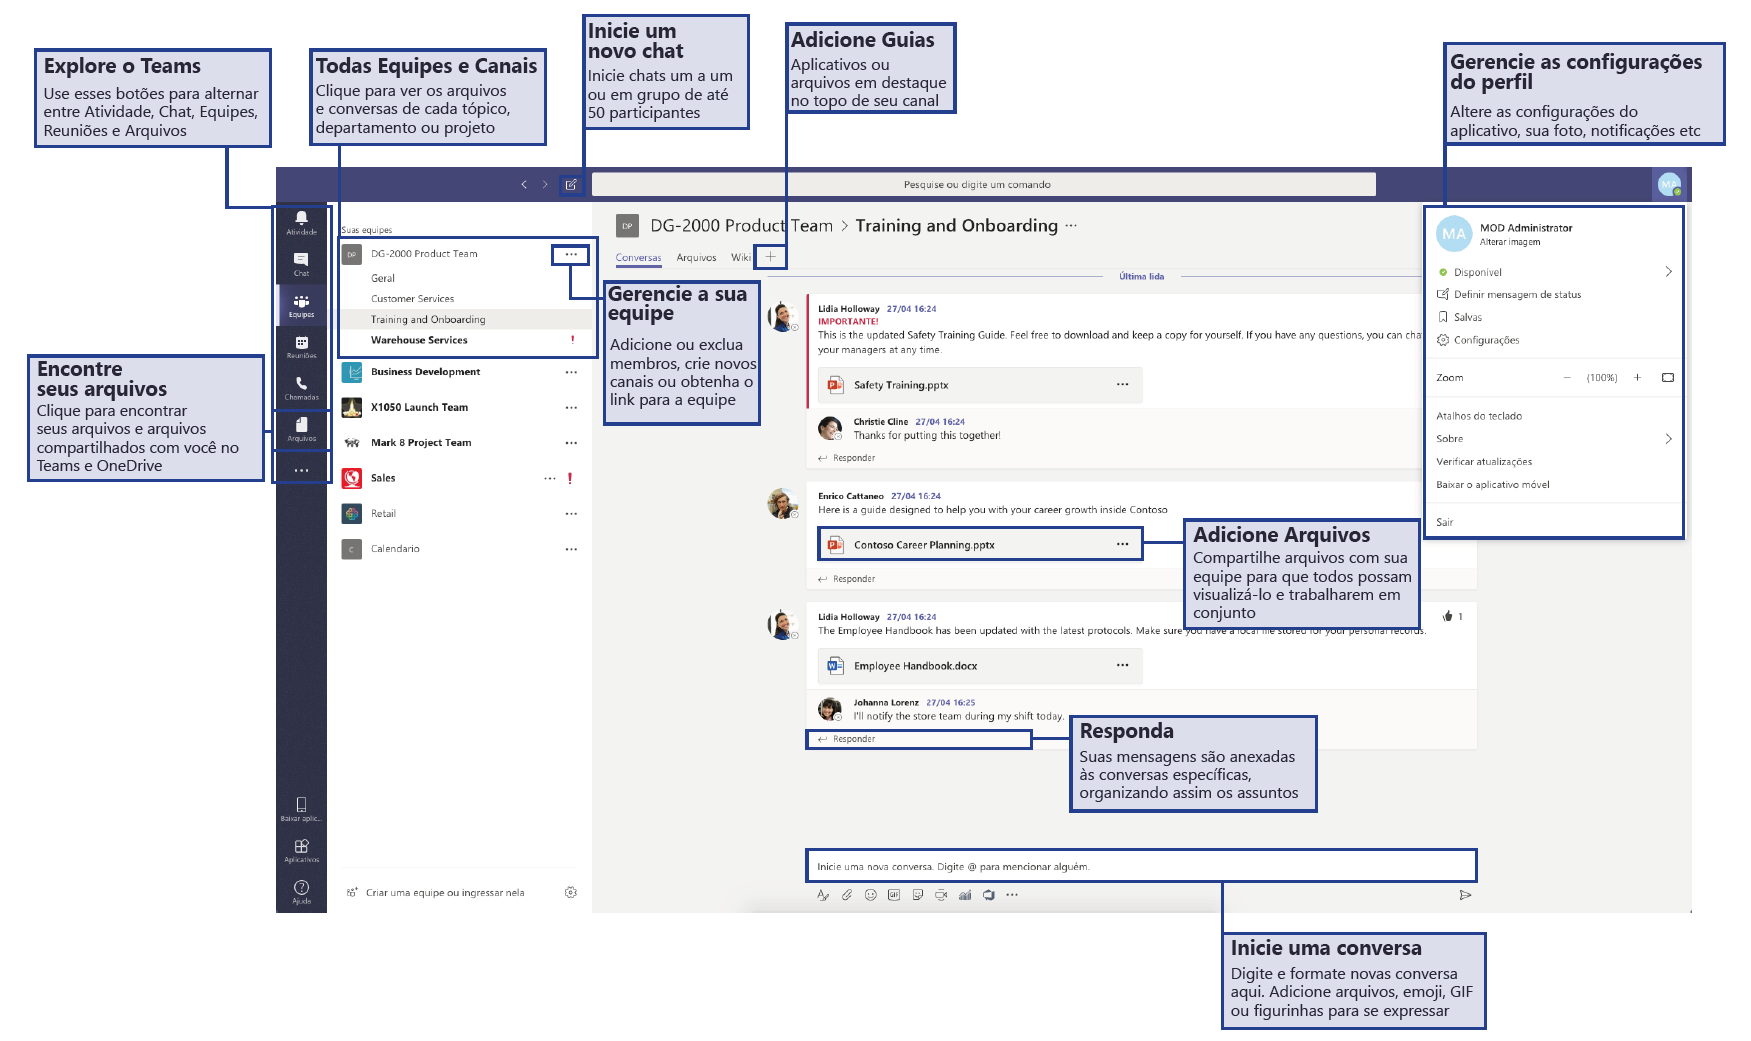 Explore o Teams
Use esses botões para alternar
entre Atividade, Chat, Equipes,
Reuniões e Arquivos
Todas Equipes e Canais
Clique para ver os arquivos
e conversas de cada tópico,
departamento ou projeto
Inicie um
novo chat
Inicie chats um a um
ou em grupo de até
50 participantes
Adicione Guias
Aplicativos ou
arquivos em destaque
no topo de seu canal
Gerencie as configurações
do perfil
Altere as configurações do
aplicativo, sua foto, notificações etc
Pesquise ou digite um comando
MA
Atividade
Chat
Equipes
Reuniões
Chamadas
Arquivos
Encontre
seus arquivos
Clique para encontrar
seus arquivos e arquivos
compartilhados com você no
Teams e OneDrive
Baixar aplic...
Aplicativos
Ajuda
Suas equipes
DP DG-2000 Product Team ...
Geral
Customer Services
Training and Onboarding
Warehouse Services !
Business Development ...
X1050 Launch Team ...
Mark 8 Project Team ...
Sales ... !
Retail ...
C Calendario ...
Criar uma equipe ou ingressar nela
Gerencie a sua
equipe
Adicione ou exclua
membros, crie novos
canais ou obtenha o
link para a equipe
DP DG-2000 Product Team > Training and Onboarding ...
Conversas Arquivos Wiki +
Última lida
Lidia Holloway 27/04 16:24
IMPORTANTE!
This is the updated Safety Training Guide. Feel free to download and keep a copy for yourself. If you have any questions, you can cha
your managers at any time.
Safety Training.pptx ...
Christie Cline 27/04 16:24
Thanks for putting this together!
Responder
Enrico Cattaneo 27/04 16:24
Here is a guide designed to help you with your career growth inside Contoso
Contoso Career Planning.pptx ...
Responder
Adicione Arquivos
Compartilhe arquivos com sua
equipe para que todos possam
visualizá-lo e trabalharem em
conjunto
Lidia Holloway 27/04 16:24
1
The Employee Handbook has been updated with the latest protocols. Make sure you have a local file stored for your personal records.
Employee Handbook.docx ...
Johanna Lorenz 27/04 16:25
I'll notify the store team during my shift today.
Responder
Responda
Suas mensagens são anexadas
às conversas específicas,
organizando assim os assuntos
Inicie uma nova conversa. Digite @ para mencionar alguém.
GIF
Inicie uma conversa
Digite e formate novas conversa
aqui. Adicione arquivos, emoji, GIF
ou figurinhas para se expressar
MA MOD Administrator
Alterar imagem
Disponível
Definir mensagem de status
Salvas
Configurações
Zoom − (100%) +
Atalhos do teclado
Sobre
Verificar atualizações
Baixar o aplicativo móvel
Sair